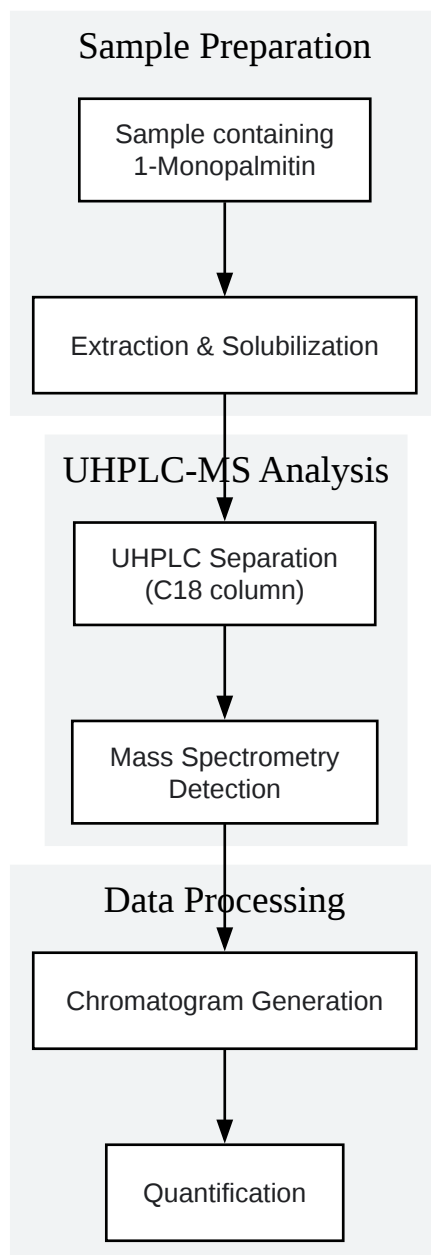 Sample Preparation
Sample containing
1-Monopalmitin
Extraction & Solubilization
UHPLC-MS Analysis
UHPLC Separation
(C18 column)
Mass Spectrometry
Detection
Data Processing
Chromatogram Generation
Quantification